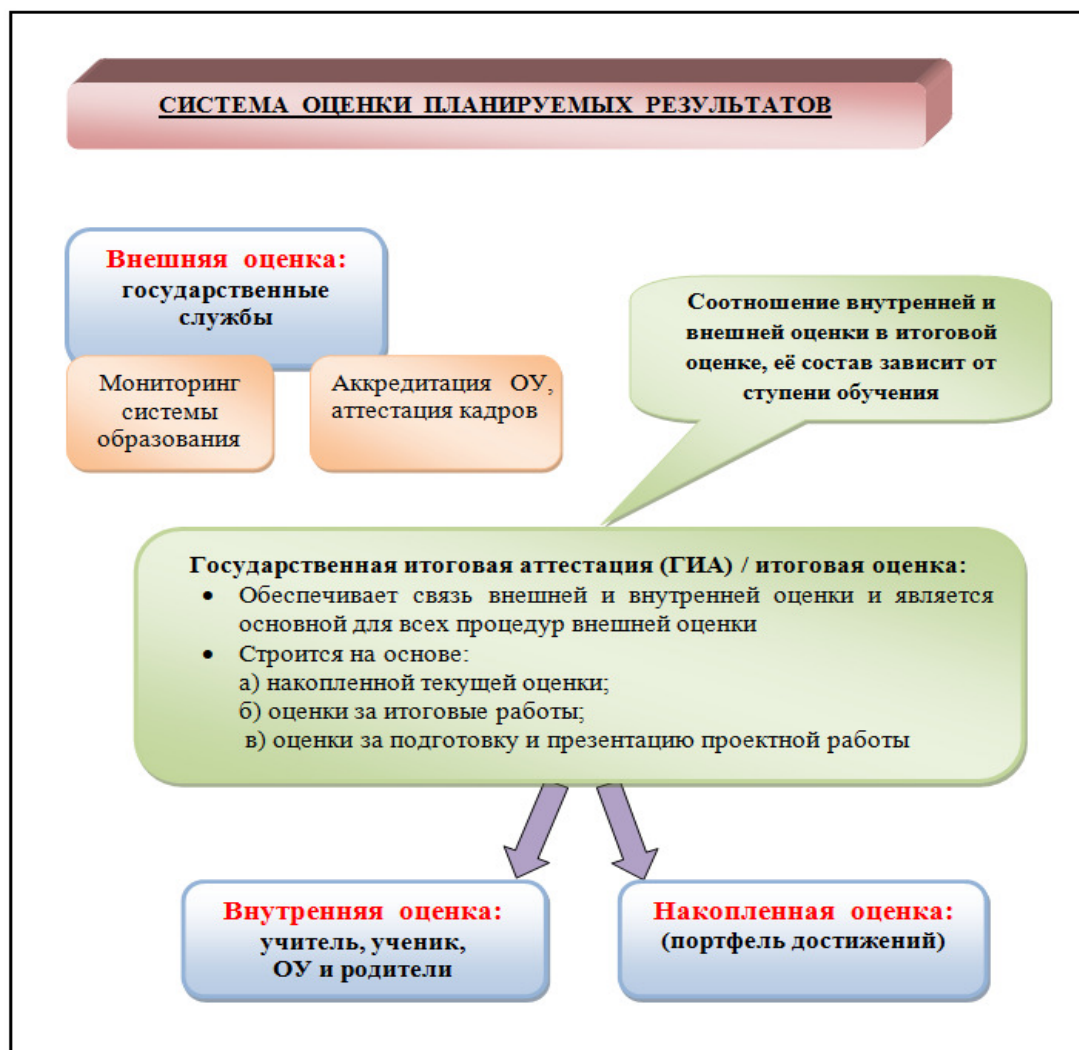 СИСТЕМА ОЦЕНКИ ПЛАНИРУЕМЫХ РЕЗУЛЬТАТОВ
Внешняя оценка:
государственные
службы
Мониторинг
системы
образования
Аккредитация ОУ,
аттестация кадров
Соотношение внутренней и
внешней оценки в итоговой
оценке, её состав зависит от
ступени обучения
Государственная итоговая аттестация (ГИА) / итоговая оценка:
• Обеспечивает связь внешней и внутренней оценки и является
основной для всех процедур внешней оценки
• Строится на основе:
а) накопленной текущей оценки;
б) оценки за итоговые работы;
в) оценки за подготовку и презентацию проектной работы
Внутренняя оценка:
учитель, ученик,
ОУ и родители
Накопленная оценка:
(портфель достижений)